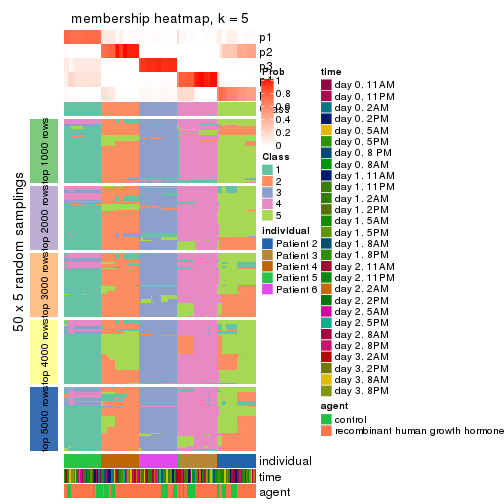 membership heatmap, k = 5
p1
p2
p3
Prob
1
0.8
0.6
0.4
0.2
0
Class
1
2
3
4
5
individual
Patient 2
Patient 3
Patient 4
Patient 5
Patient 6
time
day 0. 11AM
day 0. 11PM
day 0. 2AM
day 0. 2PM
day 0. 5AM
day 0. 5PM
day 0. 8 PM
day 0. 8AM
day 1. 11AM
day 1. 11PM
day 1. 2AM
day 1. 2PM
day 1. 5AM
day 1. 5PM
day 1. 8AM
day 1. 8PM
day 2. 11AM
day 2. 11PM
day 2. 2AM
day 2. 2PM
day 2. 5AM
day 2. 5PM
day 2. 8AM
day 2. 8PM
day 3. 2AM
day 3. 2PM
day 3. 8AM
day 3. 8PM
agent
control
recombinant human growth hormone
50 x 5 random samplings
top 1000 rows
top 2000 rows
top 3000 rows
top 4000 rows
top 5000 rows
individual
time
agent